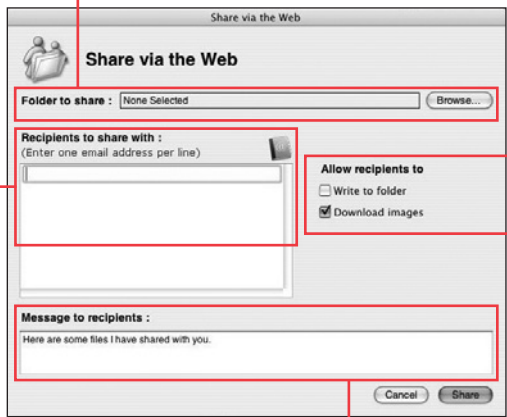 Share via the Web
Share via the Web
Folder to share : None Selected Browse...
Recipients to share with :
(Enter one email address per line)
Allow recipients to
Write to folder
Download images
Message to recipients :
Here are some files I have shared with you.
Cancel Share